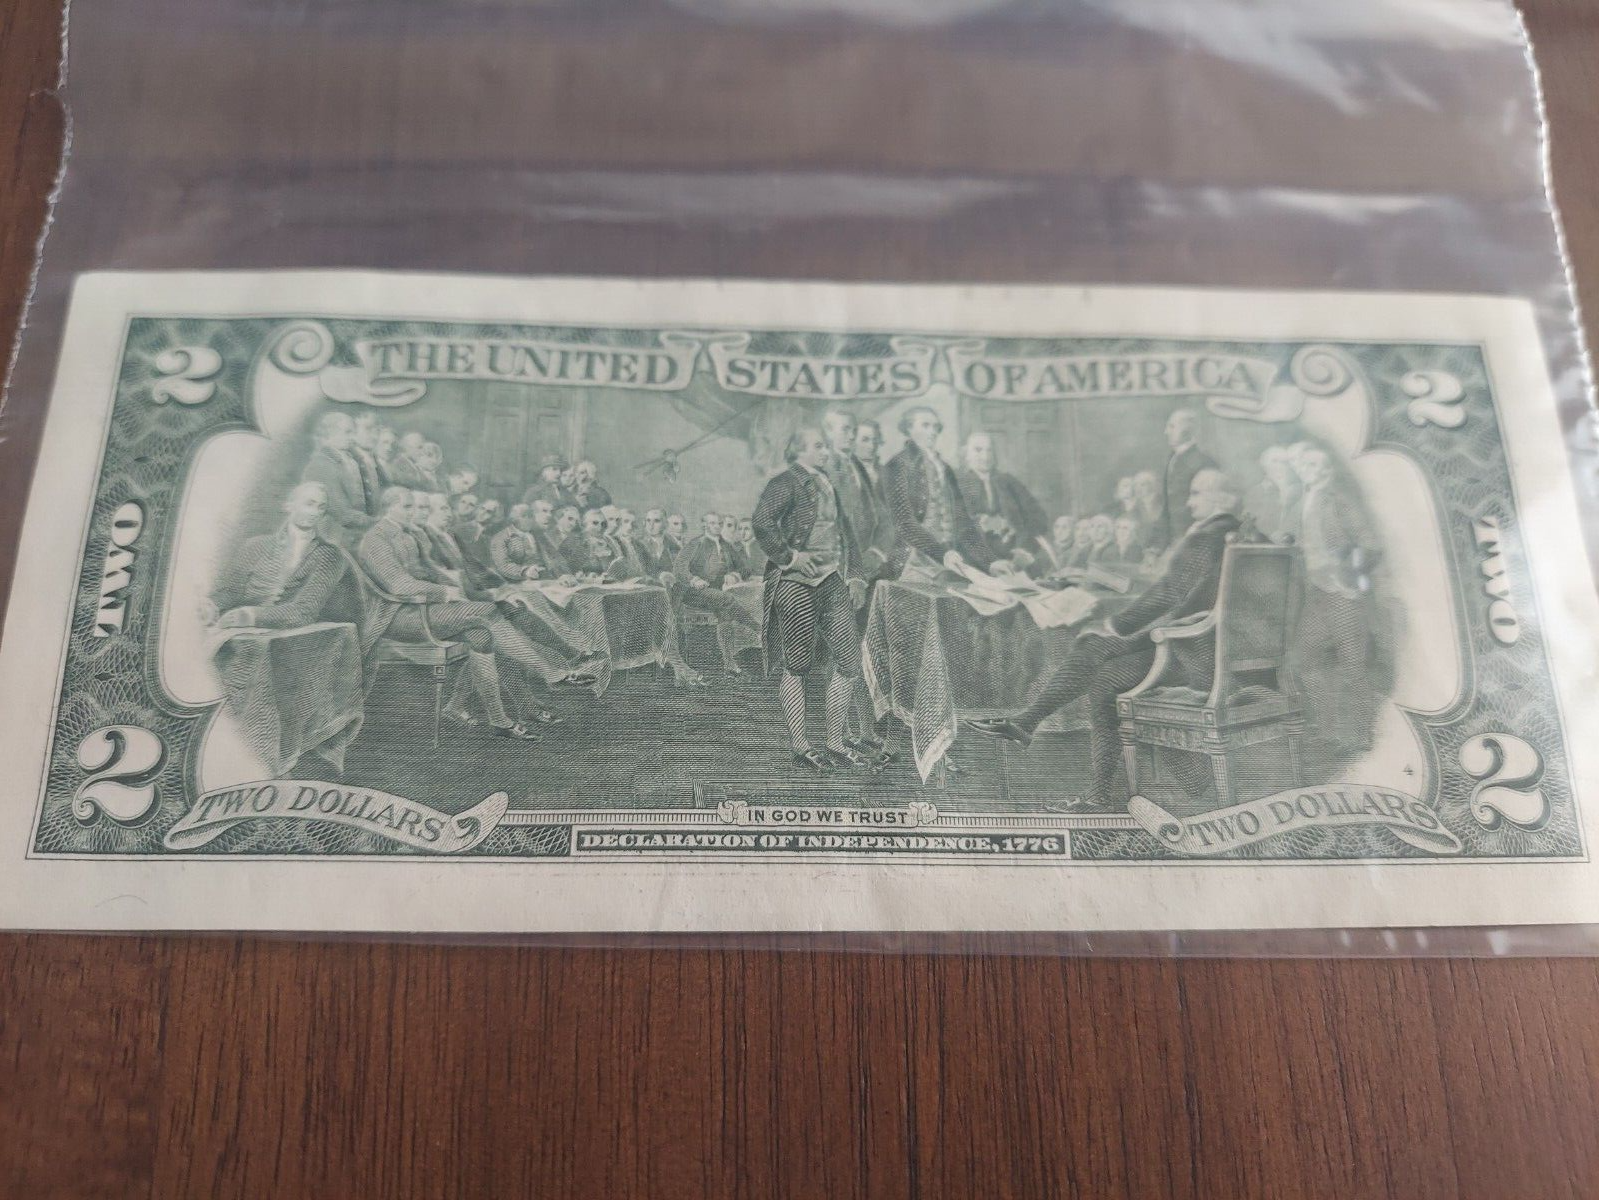 2 THE UNITED STATES OF AMERICA 2
TWO
TWO
2 TWO DOLLARS
IN GOD WE TRUST
TWO DOLLARS 2
DECLARATION OF INDEPENDENCE, 1776
4